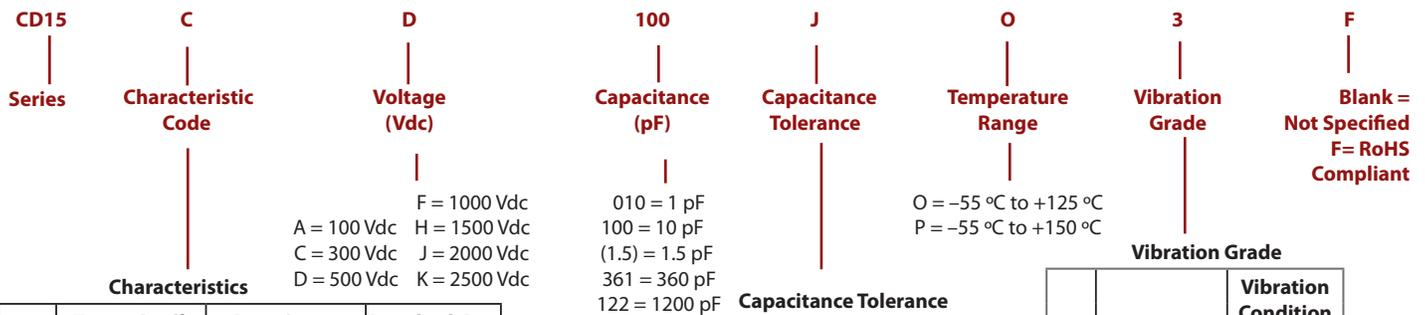 CD15 C D 100 J O 3 F
Series
Characteristic
Code
Voltage
(Vdc)
Capacitance
(pF)
Capacitance
Tolerance
Temperature
Range
Vibration
Grade
Blank =
Not Specified
F= RoHS
Compliant
F = 1000 Vdc
A = 100 Vdc H = 1500 Vdc
C = 300 Vdc J = 2000 Vdc
D = 500 Vdc K = 2500 Vdc
010 = 1 pF
100 = 10 pF
(1.5) = 1.5 pF
361 = 360 pF
122 = 1200 pF
O = –55 ºC to +125 ºC
P = –55 ºC to +150 ºC
Characteristics
Capacitance Tolerance
Vibration Grade
Vibration
Condition